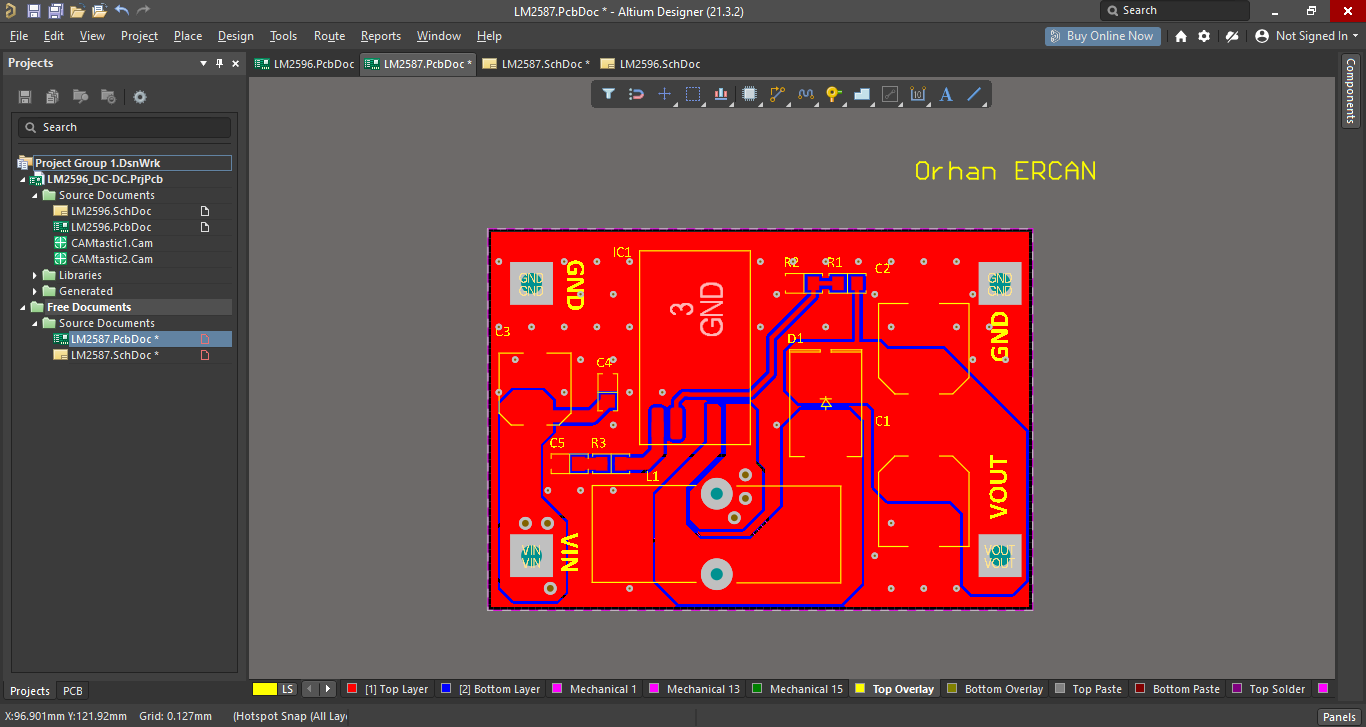 LM2587.PcbDoc * - Altium Designer (21.3.2)
Search
File Edit View Project Place Design Tools Route Reports Window Help
Buy Online Now
Not Signed In
Projects
LM2596.PcbDoc
LM2587.PcbDoc *
LM2587.SchDoc *
LM2596.SchDoc
Components
Search
Project Group 1.DsnWrk
LM2596_DC-DC.PrjPcb
Source Documents
LM2596.SchDoc
LM2596.PcbDoc
CAMtastic1.Cam
CAMtastic2.Cam
Libraries
Generated
Free Documents
Source Documents
LM2587.PcbDoc *
LM2587.SchDoc *
Orhan ERCAN
IC1
R2 R1
C2
GND
GND
GND
3
GND
GND
GND
GND
C3
D1
C4
C1
C5 R3
L1
VOUT
VIN
VIN
VIN
VOUT
VOUT
Projects PCB
LS
[1] Top Layer
[2] Bottom Layer
Mechanical 1
Mechanical 13
Mechanical 15
Top Overlay
Bottom Overlay
Top Paste
Bottom Paste
Top Solder
X:96.901mm Y:121.92mm Grid: 0.127mm (Hotspot Snap (All Lay
Panels